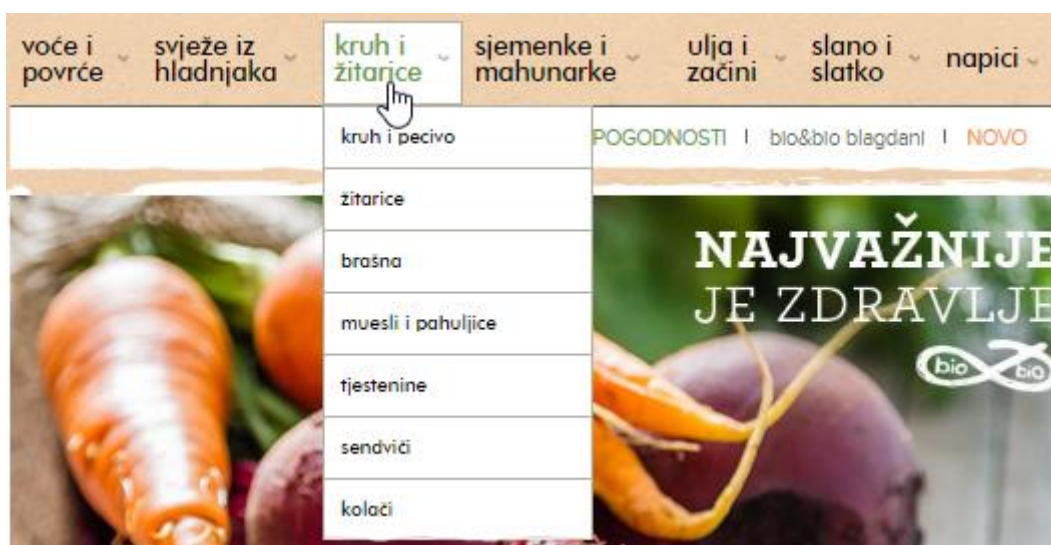 voće i
povrće
svježe iz
hladnjaka
kruh i
žitarice
sjemenke i
mahunarke
ulja i
začini
slano i
slatko
napici
POGODNOSTI | bio&bio blagdani | NOVO
kruh i pecivo
žitarice
brašna
muesli i pahuljice
tjestenine
sendviči
kolači
NAJVAŽNIJE
JE ZDRAVLJE
bio bio